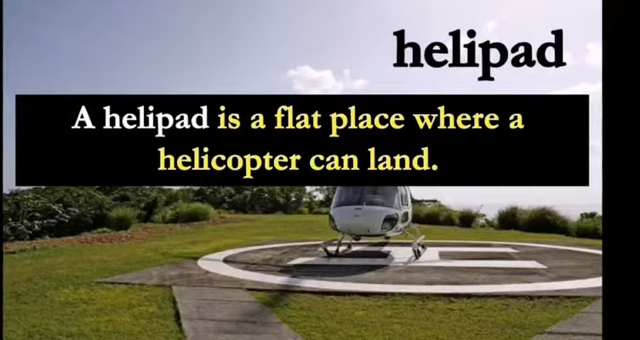 helipad
A helipad is a flat place where a
helicopter can land.